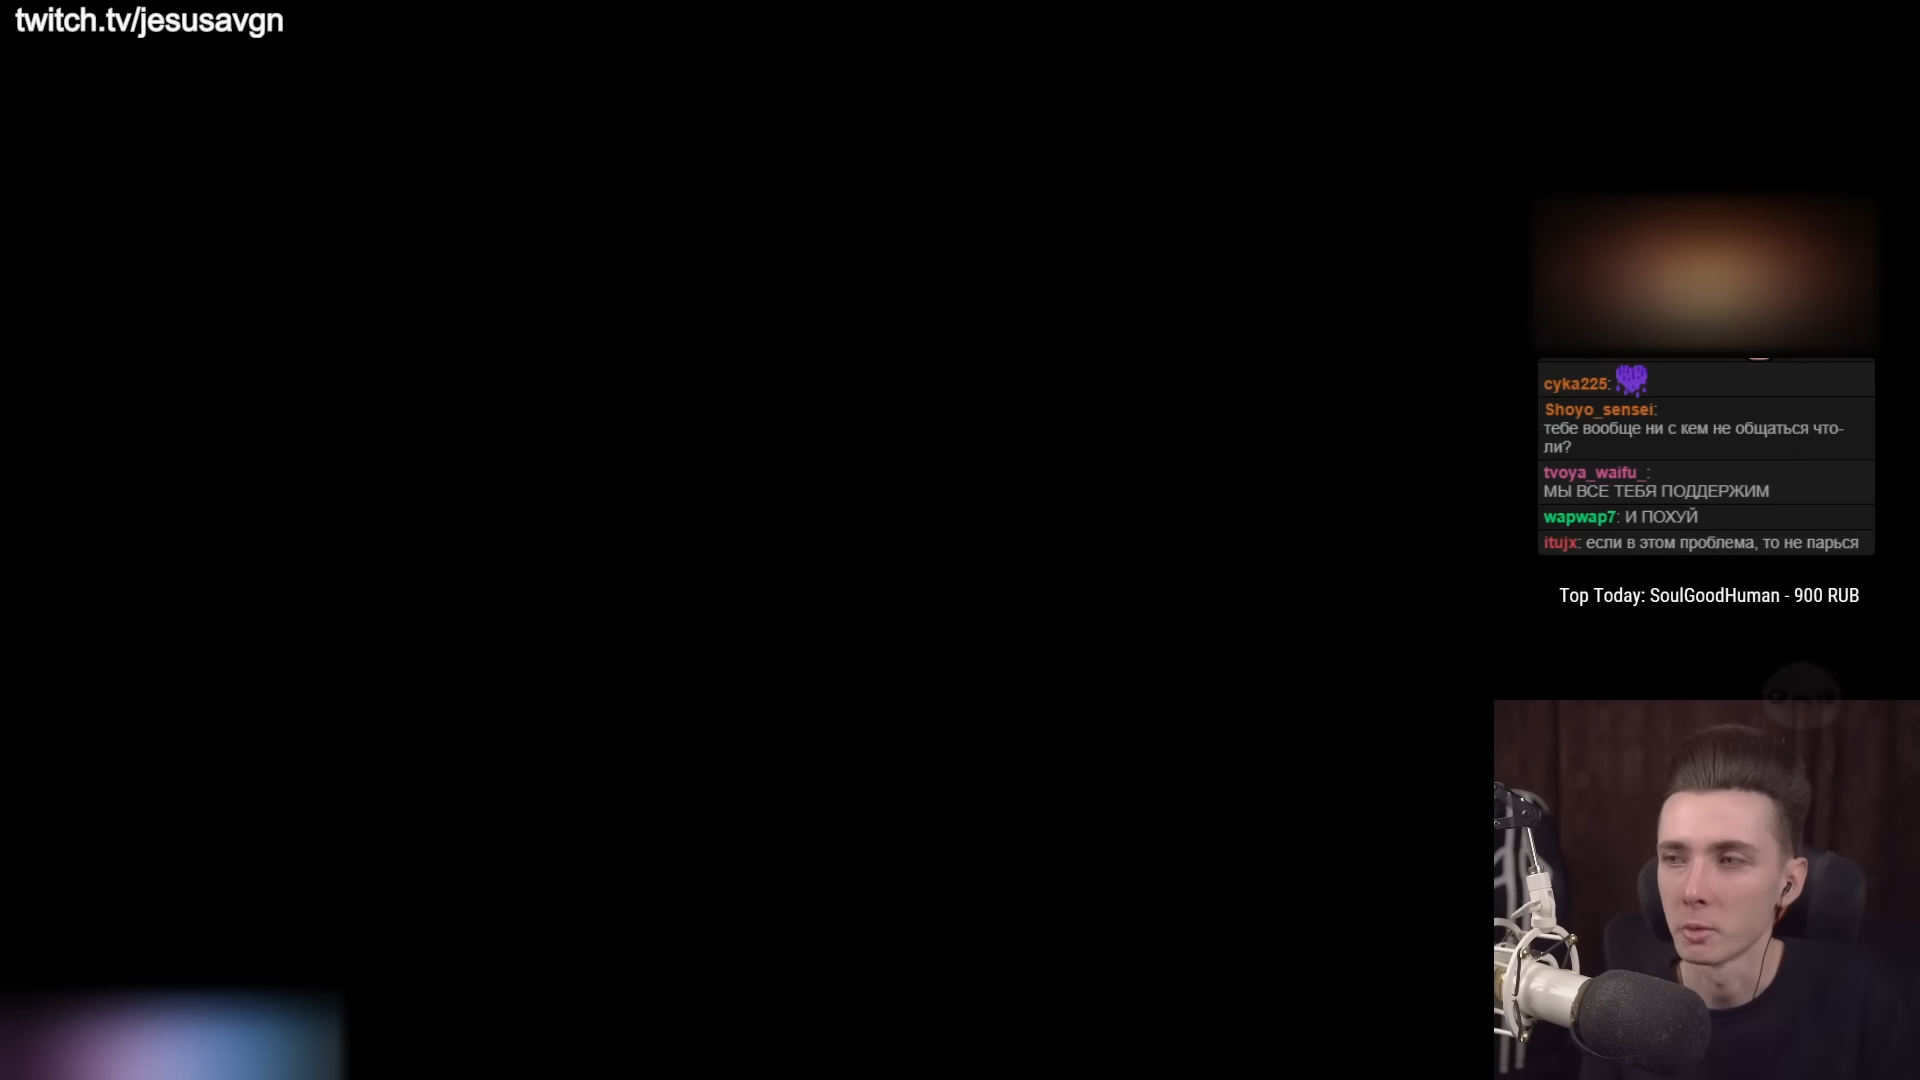 twitch.tv/jesusavgn
cyka225:
Shoyo_sensei:
тебе вообще ни с кем не общаться что-
ли?
tvoya_waifu_:
МЫ ВСЕ ТЕБЯ ПОДДЕРЖИМ
wapwap7: И ПОХУЙ
itujx: если в этом проблема, то не парься
Top Today: SoulGoodHuman - 900 RUB